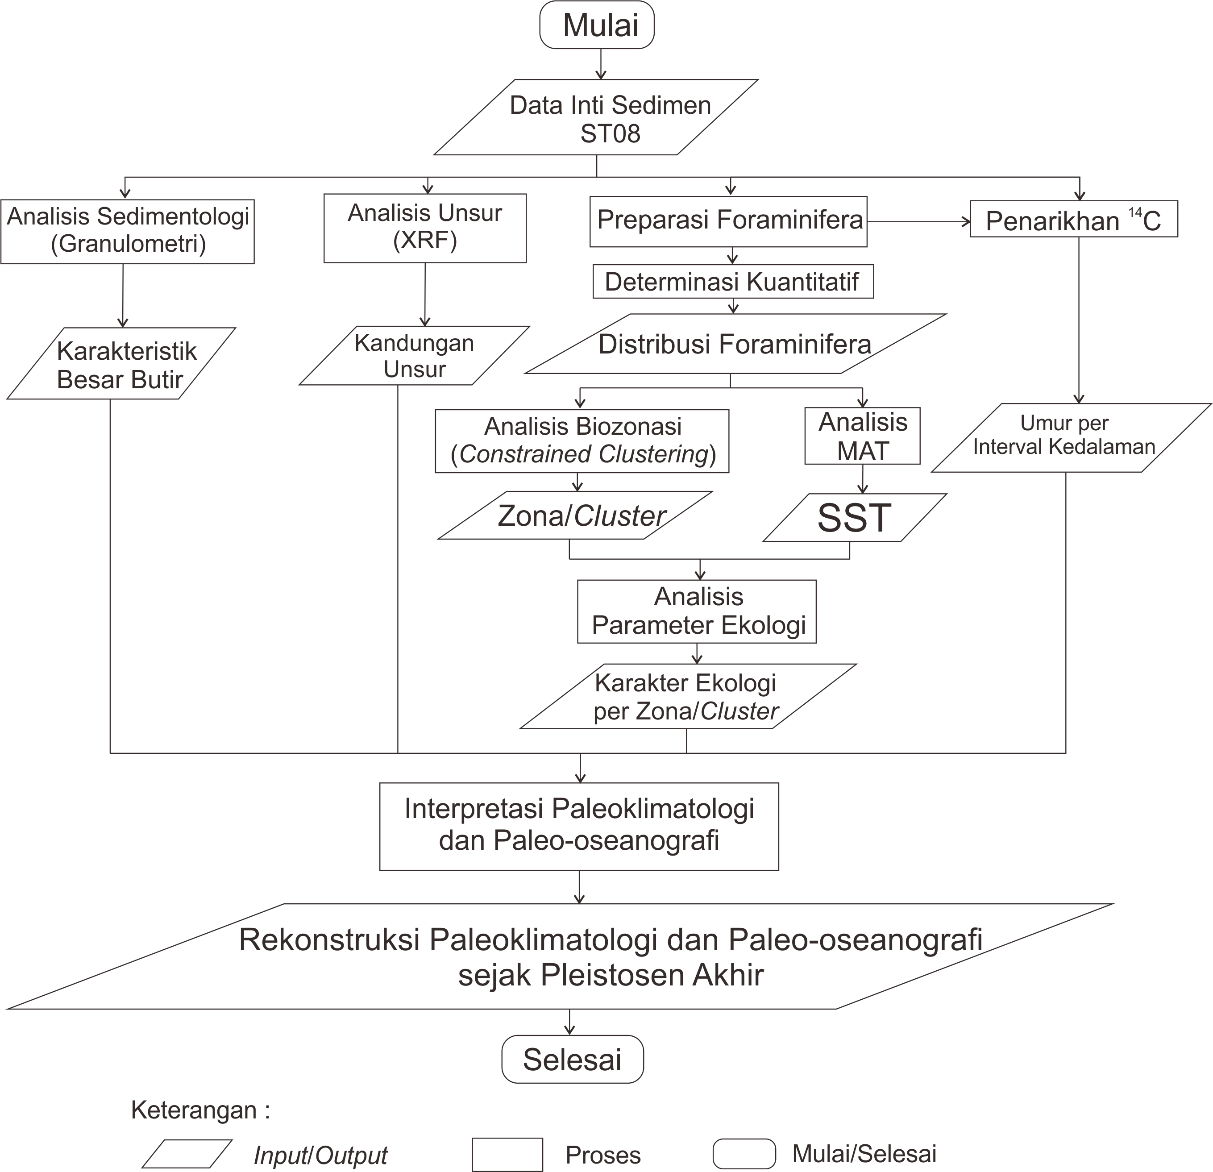 Mulai
Data Inti Sedimen
ST08
Analisis Sedimentologi
(Granulometri)
Analisis Unsur
(XRF)
Preparasi Foraminifera
Penarikhan ¹⁴C
Determinasi Kuantitatif
Karakteristik
Besar Butir
Kandungan
Unsur
Distribusi Foraminifera
Analisis Biozonasi
(Constrained Clustering)
Analisis
MAT
Umur per
Interval Kedalaman
Zona/Cluster
SST
Analisis
Parameter Ekologi
Karakter Ekologi
per Zona/Cluster
Interpretasi Paleoklimatologi
dan Paleo-oseanografi
Rekonstruksi Paleoklimatologi dan Paleo-oseanografi
sejak Pleistosen Akhir
Selesai
Keterangan :
Input/Output
Proses
Mulai/Selesai